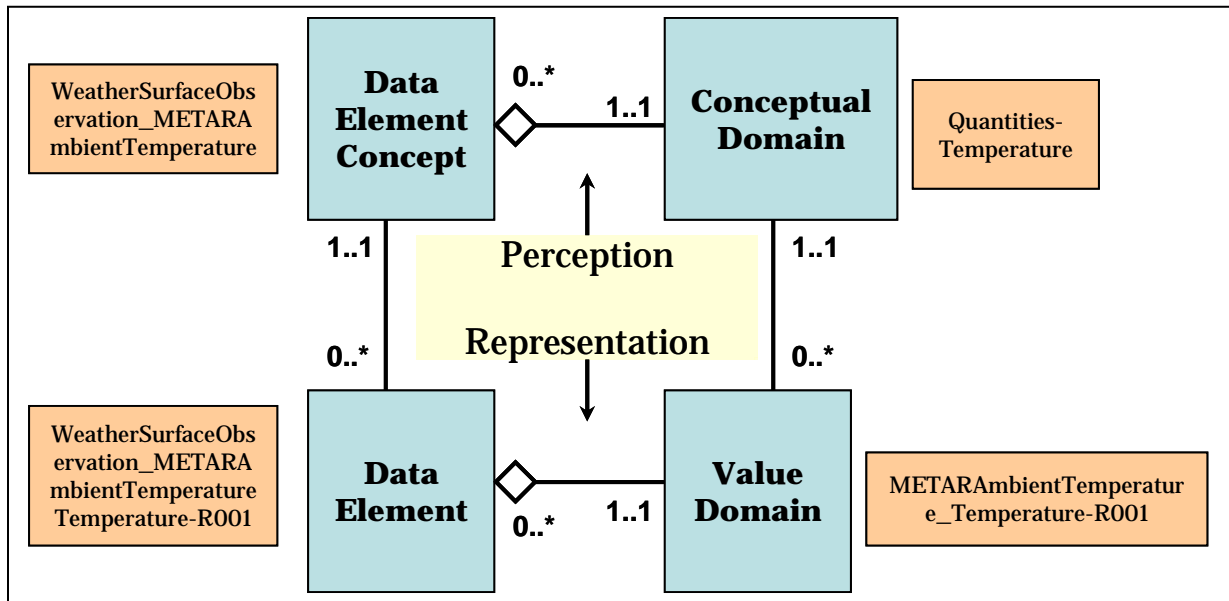 WeatherSurfaceObs
ervation_METARA
mbientTemperature
Data
Element
Concept
0..*
1..1
Conceptual
Domain
Quantities-
Temperature
1..1
Perception
1..1
Representation
0..*
0..*
WeatherSurfaceObs
ervation_METARA
mbientTemperature
Temperature-R001
Data
Element
0..*
1..1
Value
Domain
METARAmbientTemperatur
e_Temperature-R001